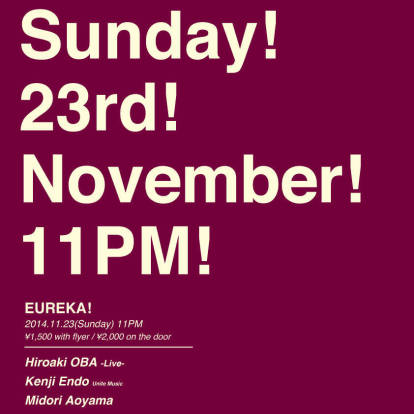 Sunday!
23rd!
November!
11PM!
EUREKA!
2014.11.23(Sunday) 11PM
¥1,500 with flyer / ¥2,000 on the door
Hiroaki OBA -Live-
Kenji Endo Unite Music
Midori Aoyama